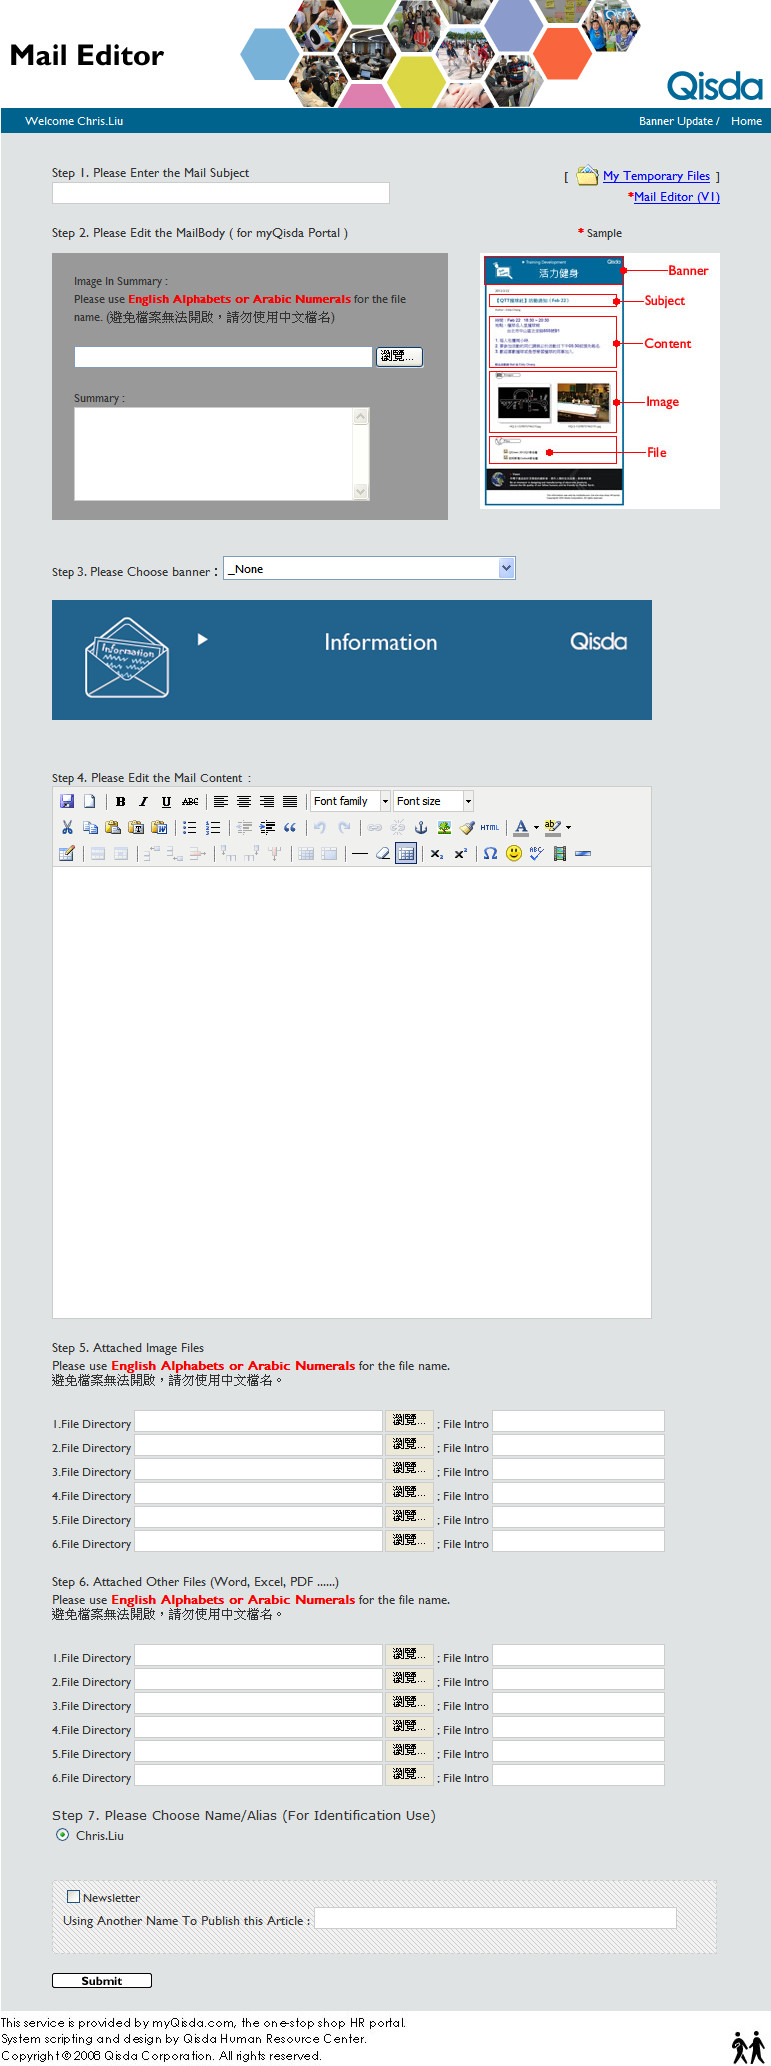 Mail Editor
Qisda
Welcome Chris.Liu
Banner Update / Home
Step 1. Please Enter the Mail Subject
[ My Temporary Files ]
*Mail Editor (V1)
Step 2. Please Edit the MailBody ( for myQisda Portal )
* Sample
Image In Summary :
Please use English Alphabets or Arabic Numerals for the file
name. (避免檔案無法開啟，請勿使用中文檔名)
瀏覽...
Summary :
Training Development
Qisda
活力健身
Banner
Subject
Content
Image
File
Step 3. Please Choose banner : _None
Information
Information
Qisda
Step 4. Please Edit the Mail Content :
B I U ABC Font family Font size
HTML A ab
x₂ x² Ω ABC
Step 5. Attached Image Files
Please use English Alphabets or Arabic Numerals for the file name.
避免檔案無法開啟，請勿使用中文檔名。
1.File Directory 瀏覽... ; File Intro
2.File Directory 瀏覽... ; File Intro
3.File Directory 瀏覽... ; File Intro
4.File Directory 瀏覽... ; File Intro
5.File Directory 瀏覽... ; File Intro
6.File Directory 瀏覽... ; File Intro
Step 6. Attached Other Files (Word, Excel, PDF ......)
Please use English Alphabets or Arabic Numerals for the file name.
避免檔案無法開啟，請勿使用中文檔名。
1.File Directory 瀏覽... ; File Intro
2.File Directory 瀏覽... ; File Intro
3.File Directory 瀏覽... ; File Intro
4.File Directory 瀏覽... ; File Intro
5.File Directory 瀏覽... ; File Intro
6.File Directory 瀏覽... ; File Intro
Step 7. Please Choose Name/Alias (For Identification Use)
Chris.Liu
Newsletter
Using Another Name To Publish this Article :
Submit
This service is provided by myQisda.com, the one-stop shop HR portal.
System scripting and design by Qisda Human Resource Center.
Copyright © 2008 Qisda Corporation. All rights reserved.